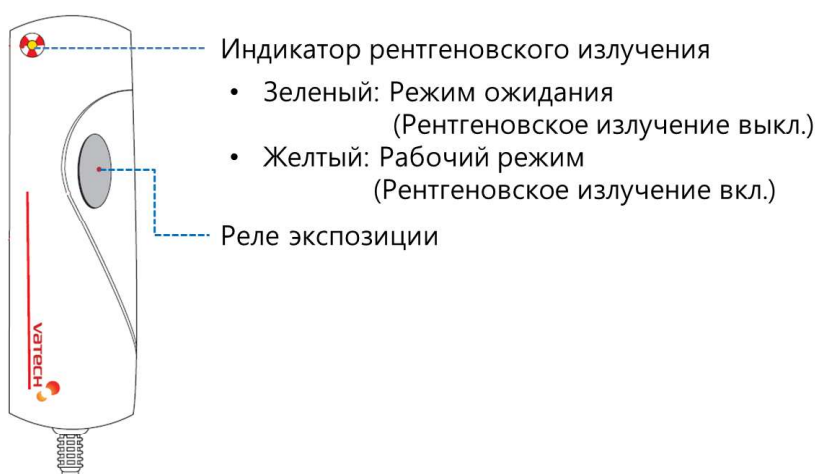 Индикатор рентгеновского излучения
• Зеленый: Режим ожидания
(Рентгеновское излучение выкл.)
• Желтый: Рабочий режим
(Рентгеновское излучение вкл.)
Реле экспозиции
vatech